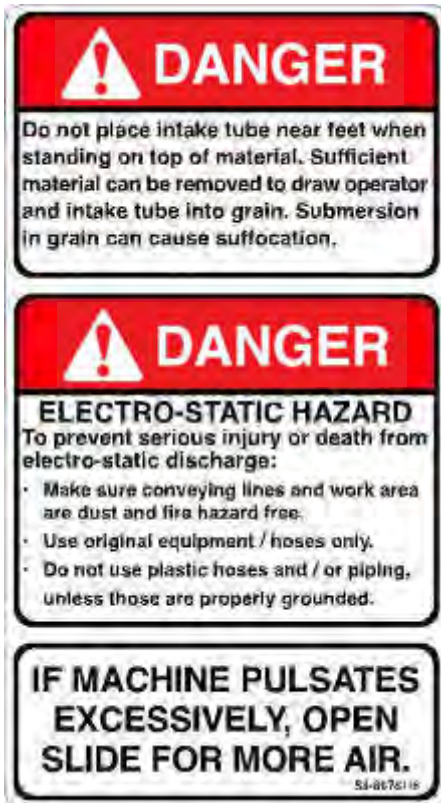 DANGER
Do not place intake tube near feet when
standing on top of material. Sufficient
material can be removed to draw operator
and intake tube into grain. Submersion
in grain can cause suffocation.
DANGER
ELECTRO-STATIC HAZARD
To prevent serious injury or death from
electro-static discharge:
· Make sure conveying lines and work area
are dust and fire hazard free.
· Use original equipment / hoses only.
· Do not use plastic hoses and / or piping,
unless those are properly grounded.
IF MACHINE PULSATES
EXCESSIVELY, OPEN
SLIDE FOR MORE AIR.